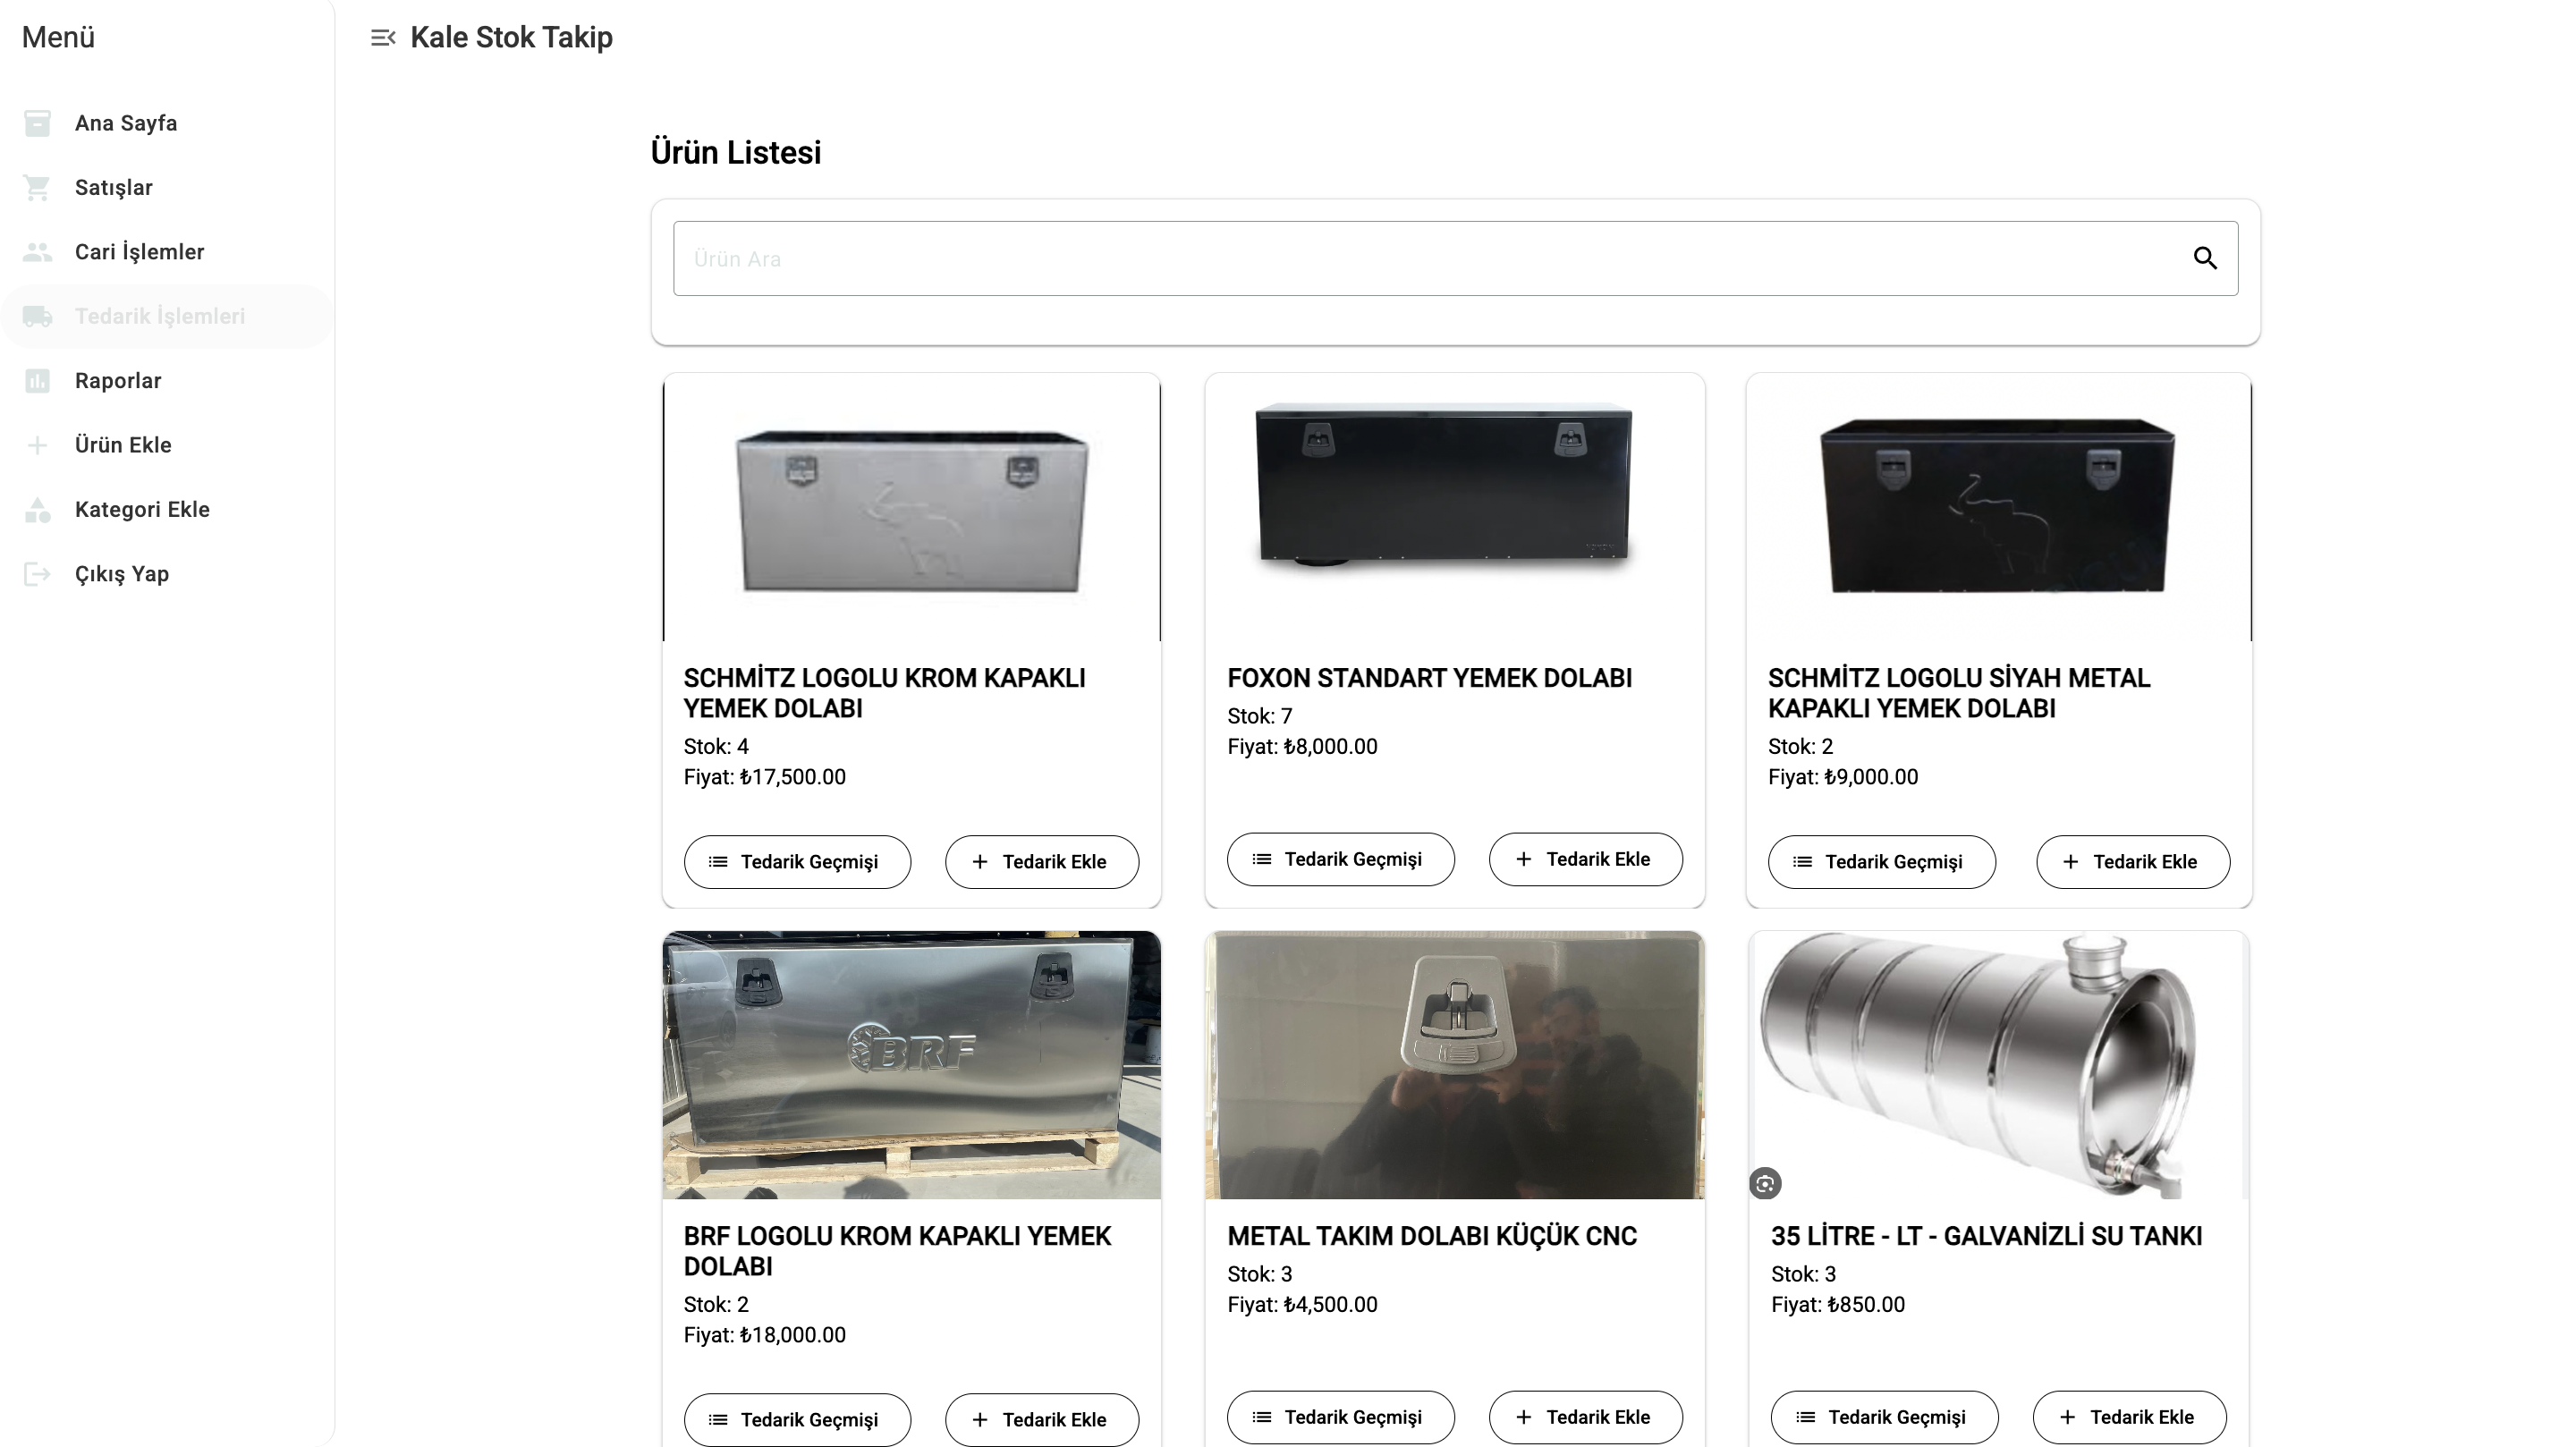 Menü
Kale Stok Takip
Ana Sayfa
Satışlar
Cari İşlemler
Tedarik İşlemleri
Raporlar
Ürün Ekle
Kategori Ekle
Çıkış Yap
Ürün Listesi
Ürün Ara
SCHMİTZ LOGOLU KROM KAPAKLI
YEMEK DOLABI
Stok: 4
Fiyat: ₺17,500.00
Tedarik Geçmişi
Tedarik Ekle
FOXON STANDART YEMEK DOLABI
Stok: 7
Fiyat: ₺8,000.00
Tedarik Geçmişi
Tedarik Ekle
SCHMİTZ LOGOLU SİYAH METAL
KAPAKLI YEMEK DOLABI
Stok: 2
Fiyat: ₺9,000.00
Tedarik Geçmişi
Tedarik Ekle
BRF
BRF LOGOLU KROM KAPAKLI YEMEK
DOLABI
Stok: 2
Fiyat: ₺18,000.00
Tedarik Geçmişi
Tedarik Ekle
METAL TAKIM DOLABI KÜÇÜK CNC
Stok: 3
Fiyat: ₺4,500.00
Tedarik Geçmişi
Tedarik Ekle
35 LİTRE - LT - GALVANİZLİ SU TANKI
Stok: 3
Fiyat: ₺850.00
Tedarik Geçmişi
Tedarik Ekle